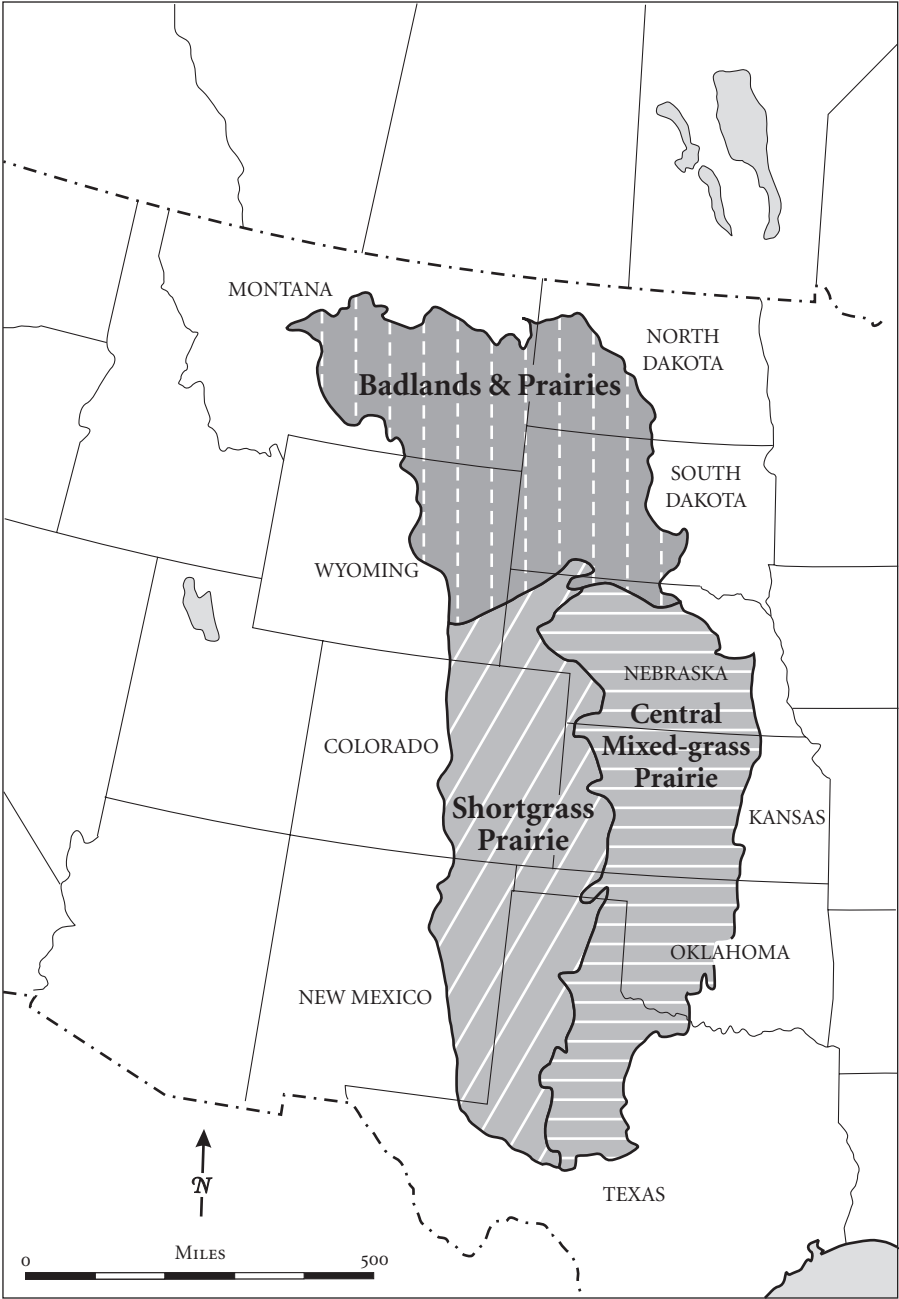 MONTANA
NORTH
DAKOTA
Badlands & Prairies
SOUTH
DAKOTA
WYOMING
NEBRASKA
Central
Mixed-grass
Prairie
COLORADO
Shortgrass
Prairie
KANSAS
OKLAHOMA
NEW MEXICO
N
TEXAS
MILES
0 500